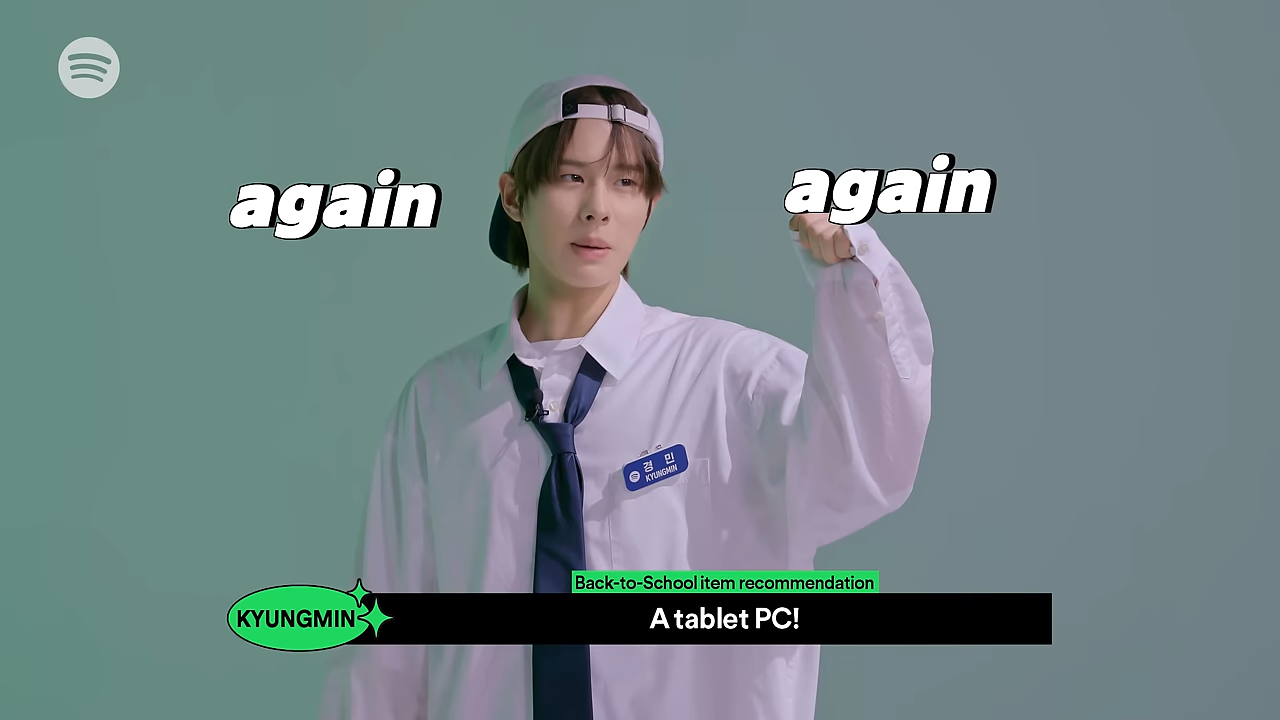 again
again
경 민
KYUNGMIN
Back-to-School item recommendation
KYUNGMIN
A tablet PC!